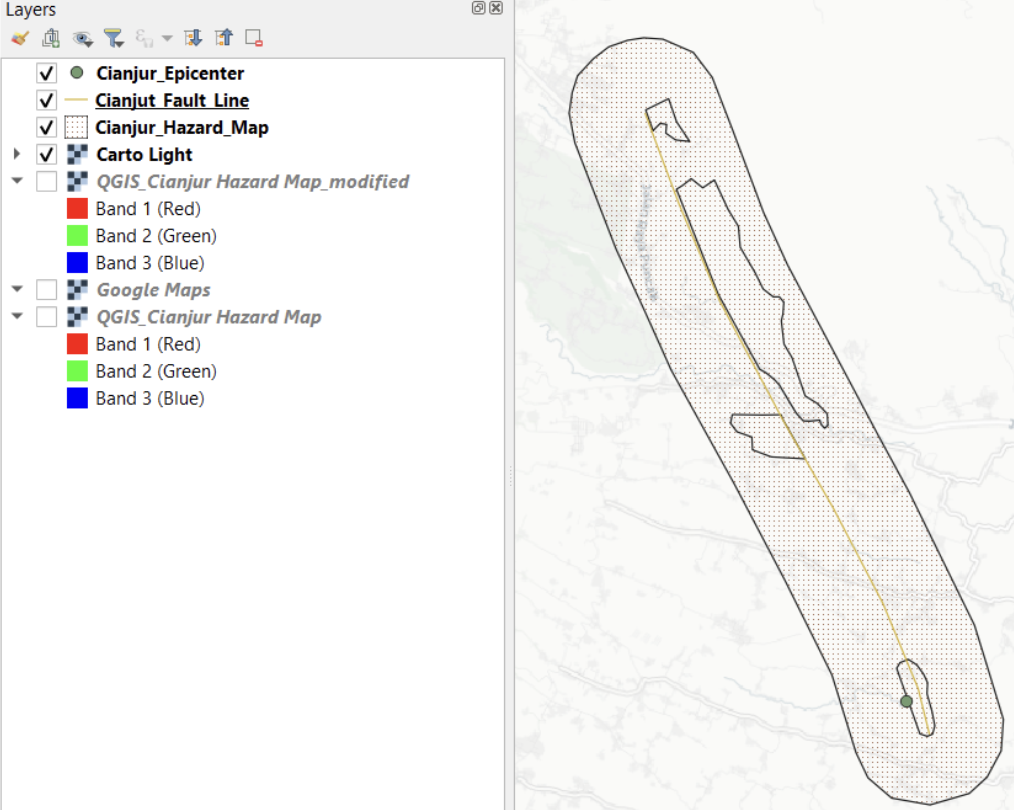 Layers
Cianjur_Epicenter
Cianjut_Fault_Line
Cianjur_Hazard_Map
Carto Light
QGIS_Cianjur Hazard Map_modified
Band 1 (Red)
Band 2 (Green)
Band 3 (Blue)
Google Maps
QGIS_Cianjur Hazard Map
Band 1 (Red)
Band 2 (Green)
Band 3 (Blue)